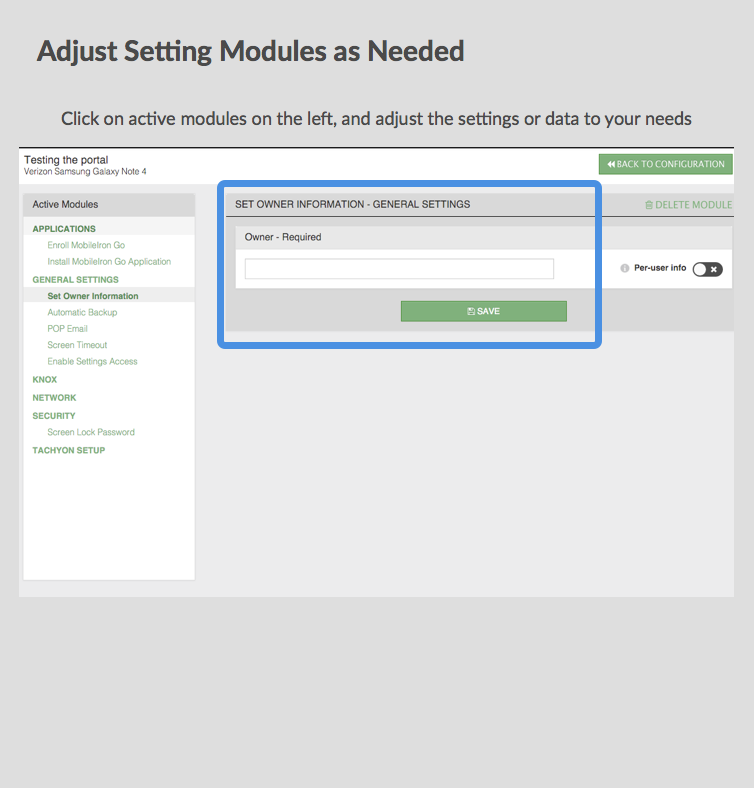 Adjust Setting Modules as Needed
Click on active modules on the left, and adjust the settings or data to your needs
Testing the portal
Verizon Samsung Galaxy Note 4
BACK TO CONFIGURATION
Active Modules
APPLICATIONS
Enroll MobileIron Go
Install MobileIron Go Application
GENERAL SETTINGS
Set Owner Information
Automatic Backup
POP Email
Screen Timeout
Enable Settings Access
KNOX
NETWORK
SECURITY
Screen Lock Password
TACHYON SETUP
SET OWNER INFORMATION - GENERAL SETTINGS
DELETE MODULE
Owner - Required
Per-user info
SAVE